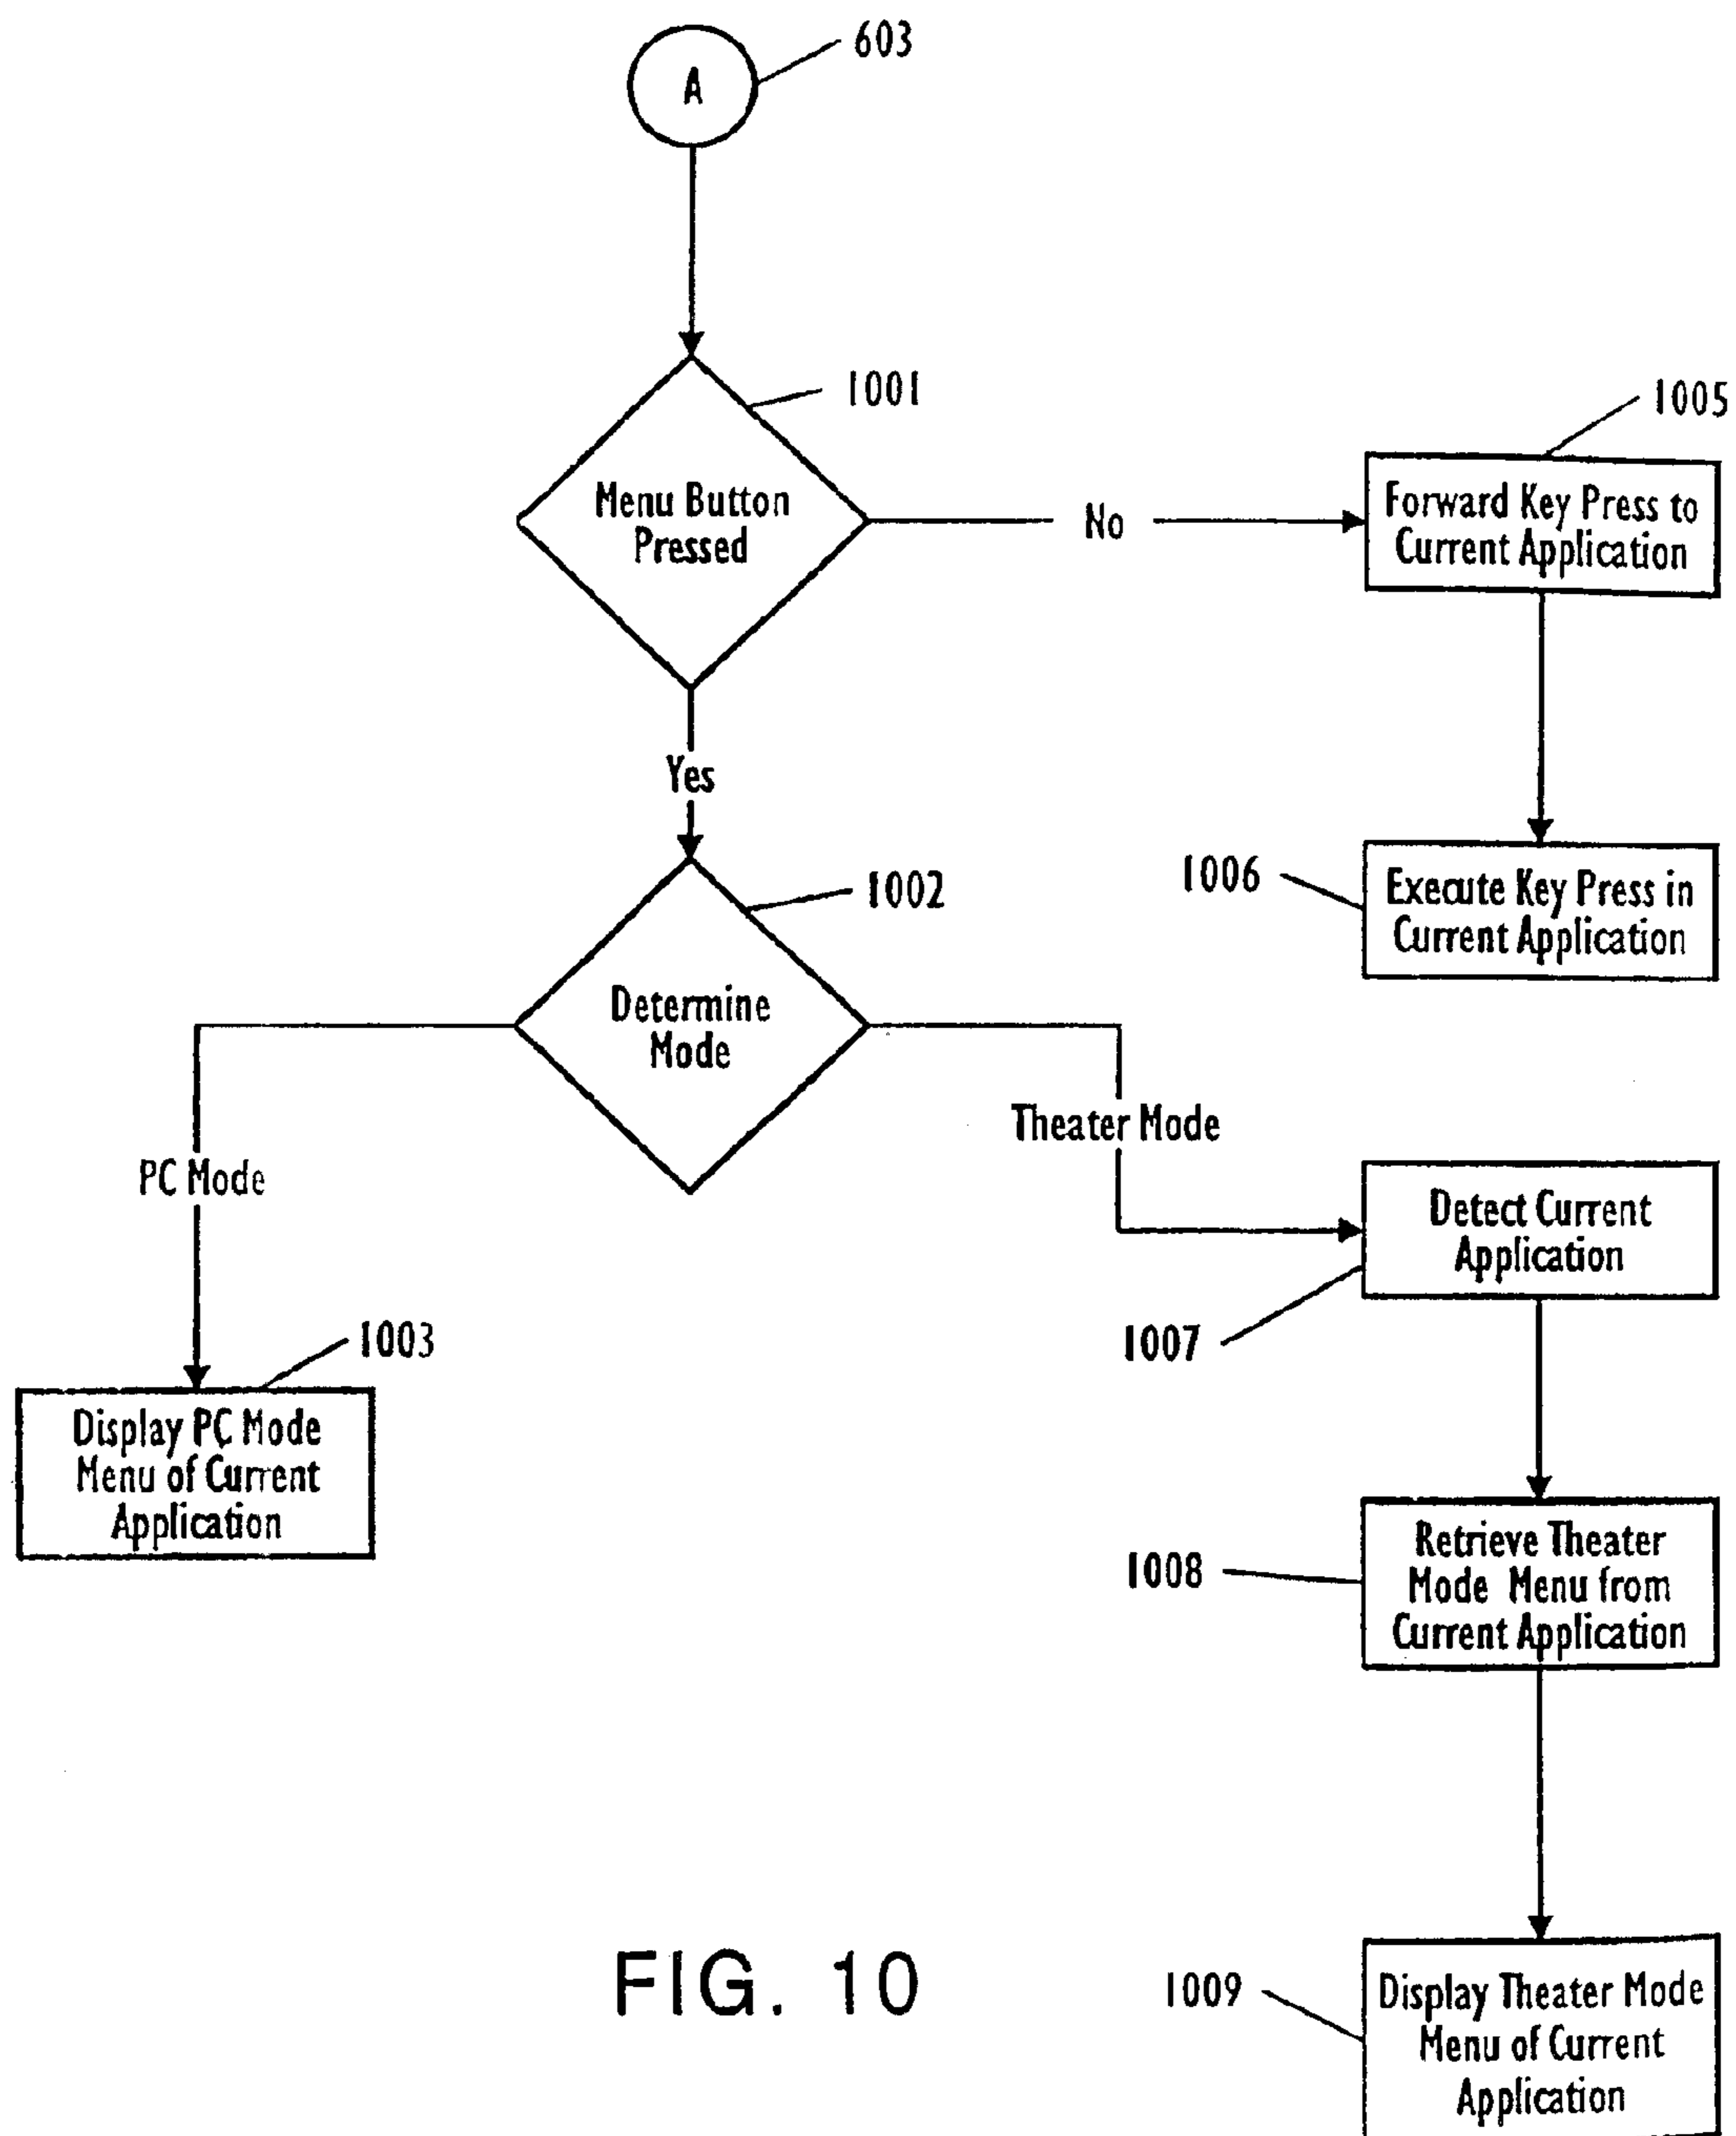 603
A
1001
Menu Button
Pressed
No
1005
Forward Key Press to
Current Application
Yes
1006
Execute Key Press in
Current Application
1002
Determine
Mode
PC Mode
Theater Mode
Detect Current
Application
1007
1003
Display PC Mode
Menu of Current
Application
1008
Retrieve Theater
Mode Menu from
Current Application
1009
Display Theater Mode
Menu of Current
Application
FIG. 10